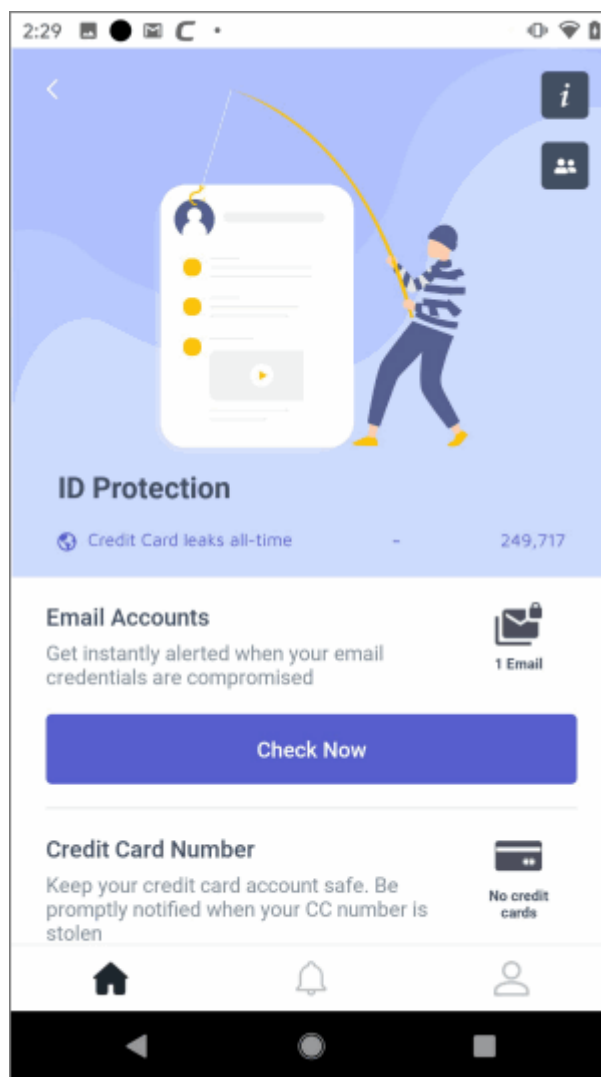 2:29
i
ID Protection
Credit Card leaks all-time - 249,717
Email Accounts
Get instantly alerted when your email
credentials are compromised
1 Email
Check Now
Credit Card Number
Keep your credit card account safe. Be
promptly notified when your CC number is
stolen
No credit
cards